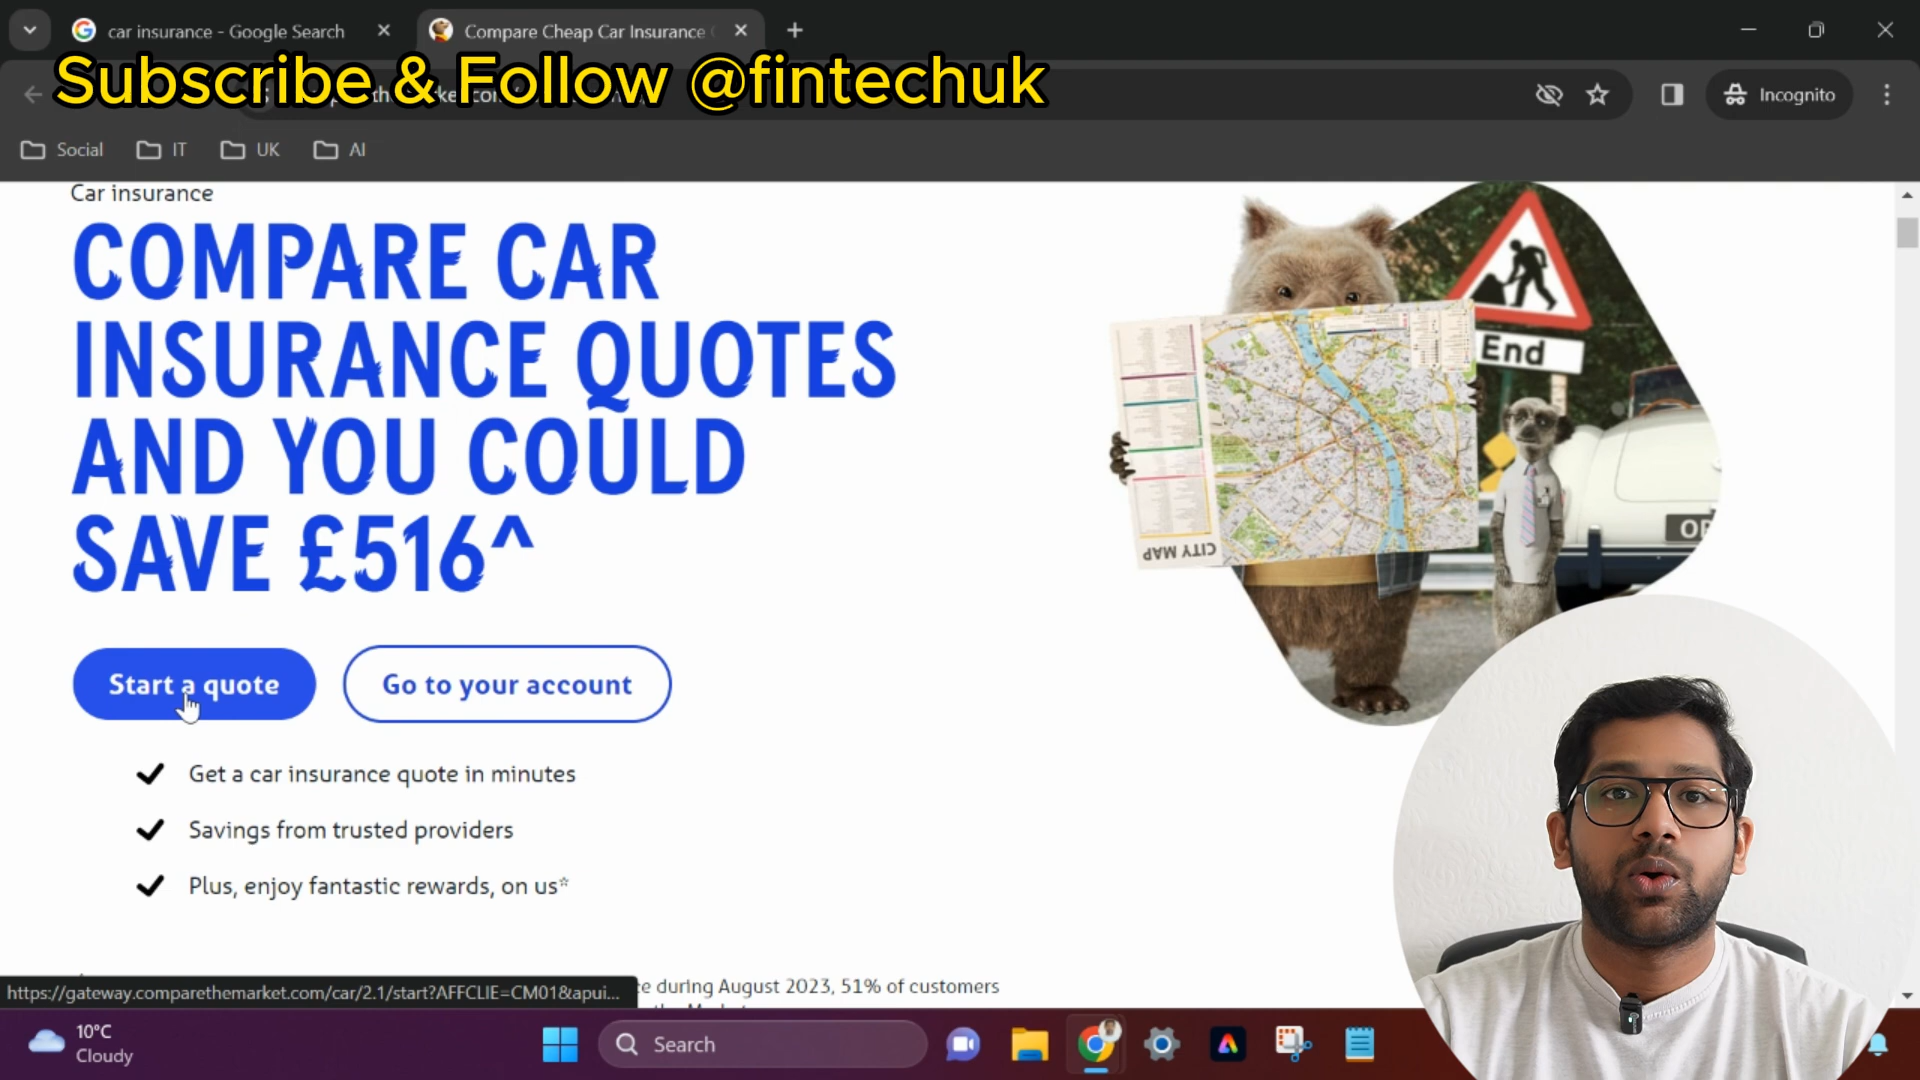 car insurance - Google Search
Compare Cheap Car Insurance
Subscribe & Follow @fintechuk
Incognito
Social
IT
UK
AI
Car insurance
COMPARE CAR
INSURANCE QUOTES
AND YOU COULD
SAVE £516^
End
CITY MAP
Start a quote
Go to your account
Get a car insurance quote in minutes
Savings from trusted providers
Plus, enjoy fantastic rewards, on us*
during August 2023, 51% of customers
https://gateway.comparethemarket.com/car/2.1/start?AFFCLIE=CM01&apui...
10°C
Cloudy
Search